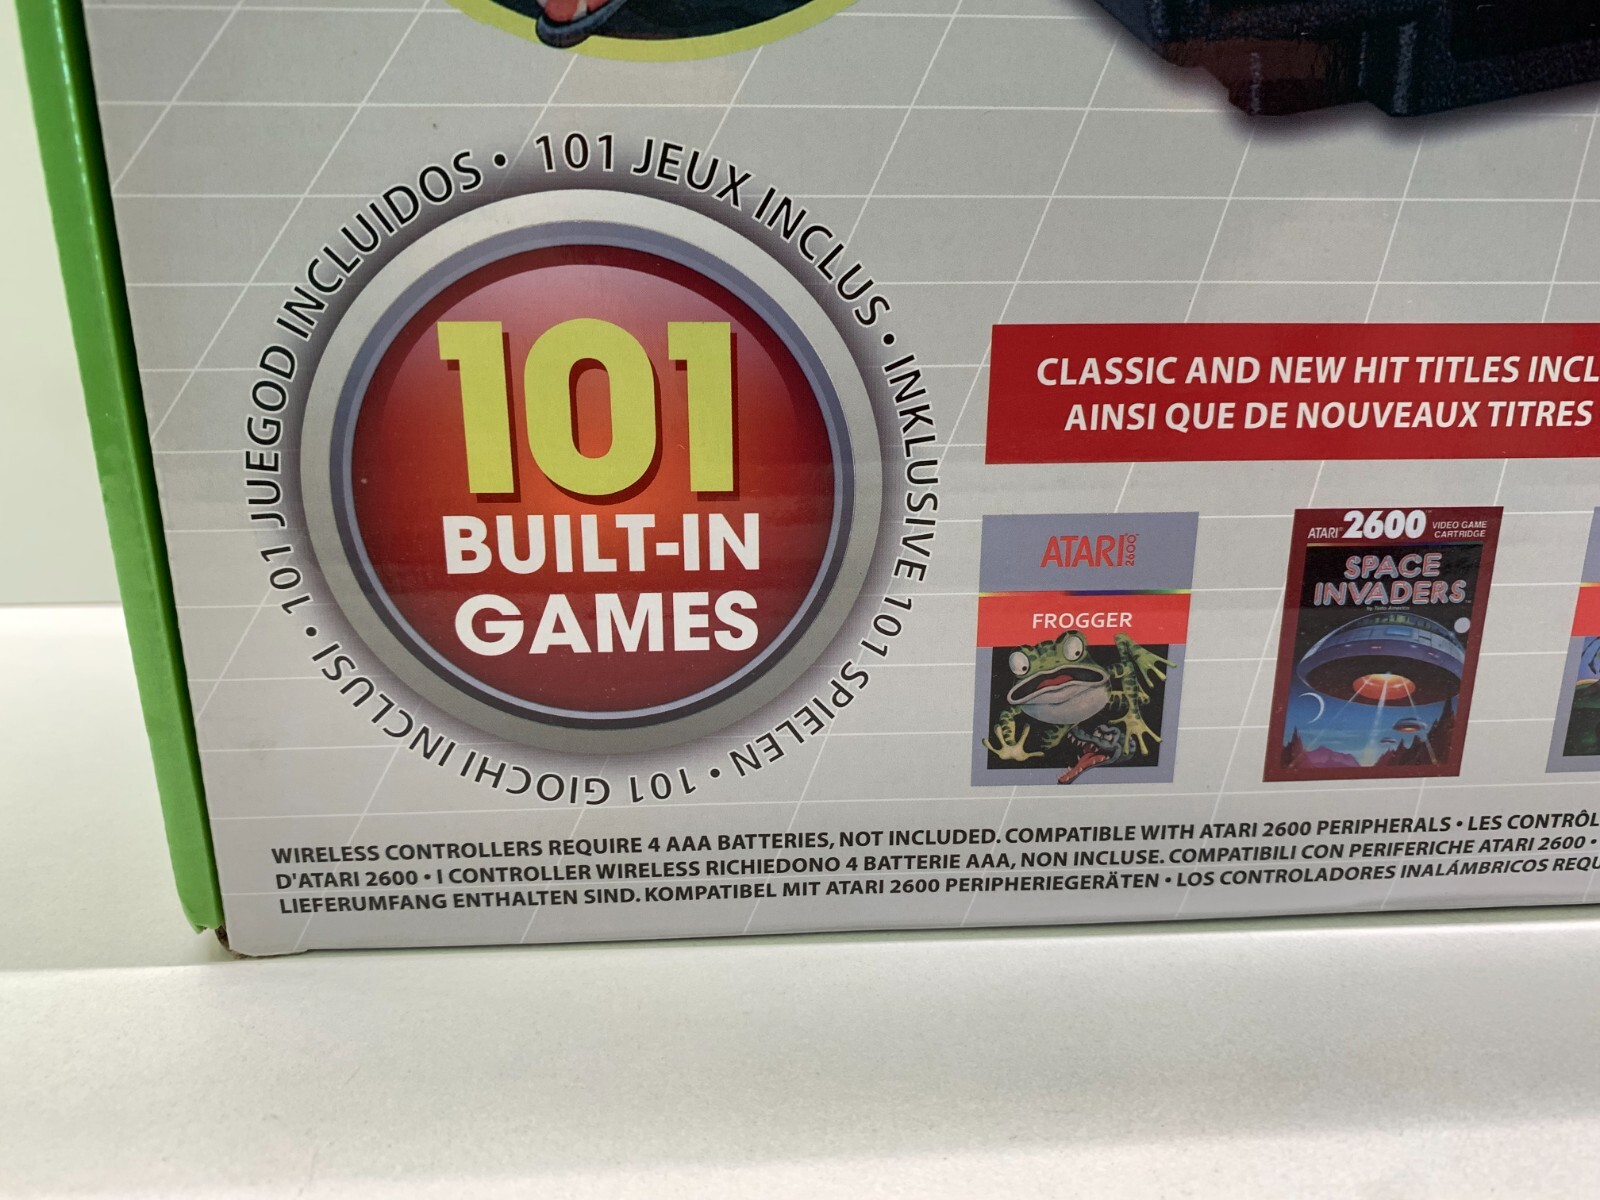 101 JEUX INCLUS • INKLUSIVE 101 SPIELEN • 101 GIOCHI INCLUSI • 101 JUEGOD INCLUIDOS •
101
BUILT-IN
GAMES
CLASSIC AND NEW HIT TITLES INCL
AINSI QUE DE NOUVEAUX TITRES
ATARI 2600
FROGGER
ATARI 2600 VIDEO GAME CARTRIDGE
SPACE
INVADERS
WIRELESS CONTROLLERS REQUIRE 4 AAA BATTERIES, NOT INCLUDED. COMPATIBLE WITH ATARI 2600 PERIPHERALS • LES CONTRÔL
D'ATARI 2600 • I CONTROLLER WIRELESS RICHIEDONO 4 BATTERIE AAA, NON INCLUSE. COMPATIBILI CON PERIFERICHE ATARI 2600 •
LIEFERUMFANG ENTHALTEN SIND. KOMPATIBEL MIT ATARI 2600 PERIPHERIEGERÄTEN • LOS CONTROLADORES INALÁMBRICOS REQU